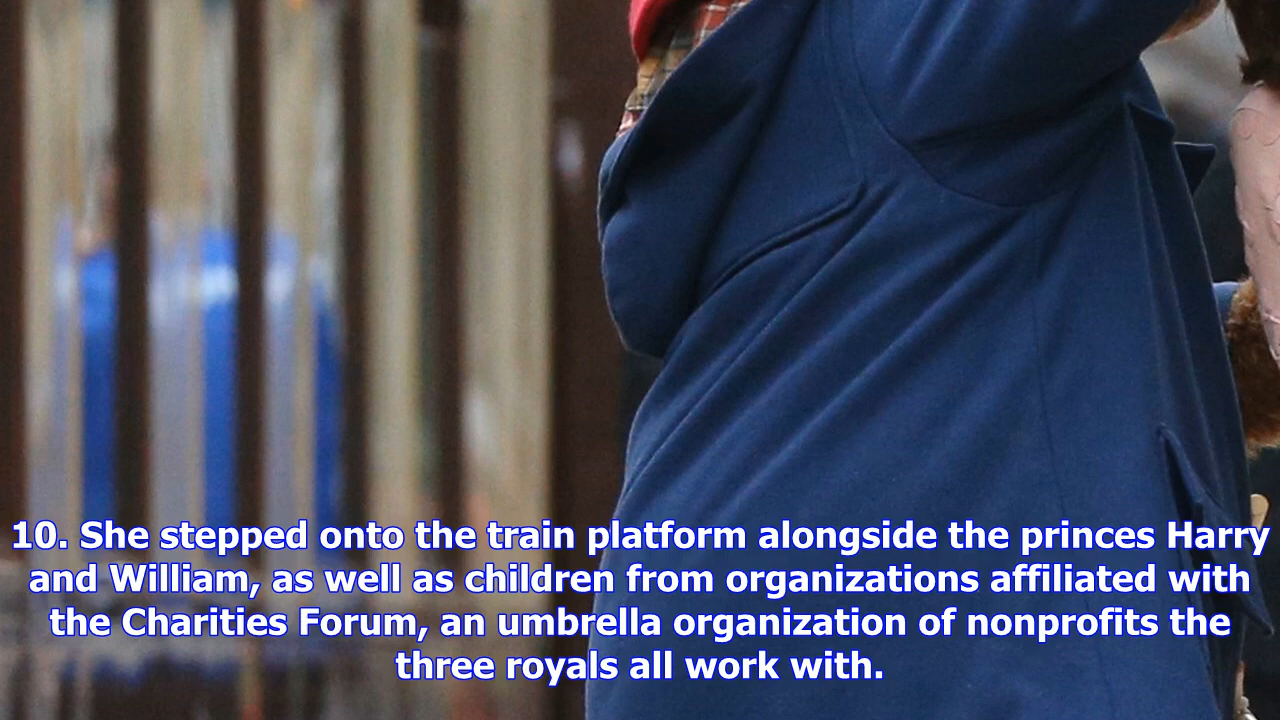 10. She stepped onto the train platform alongside the princes Harry
and William, as well as children from organizations affiliated with
the Charities Forum, an umbrella organization of nonprofits the
three royals all work with.